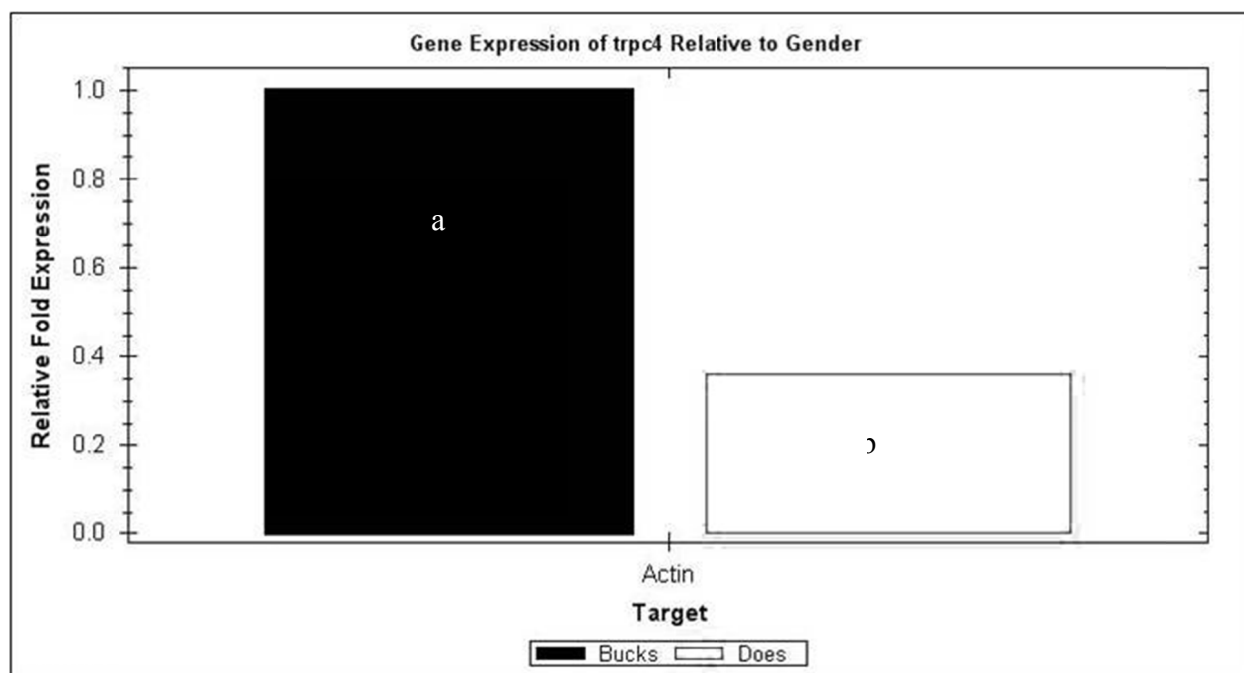 Gene Expression of trpc4 Relative to Gender
Relative Fold Expression
1.0
0.8
0.6
0.4
0.2
0.0
a
Actin
Target
Bucks Does